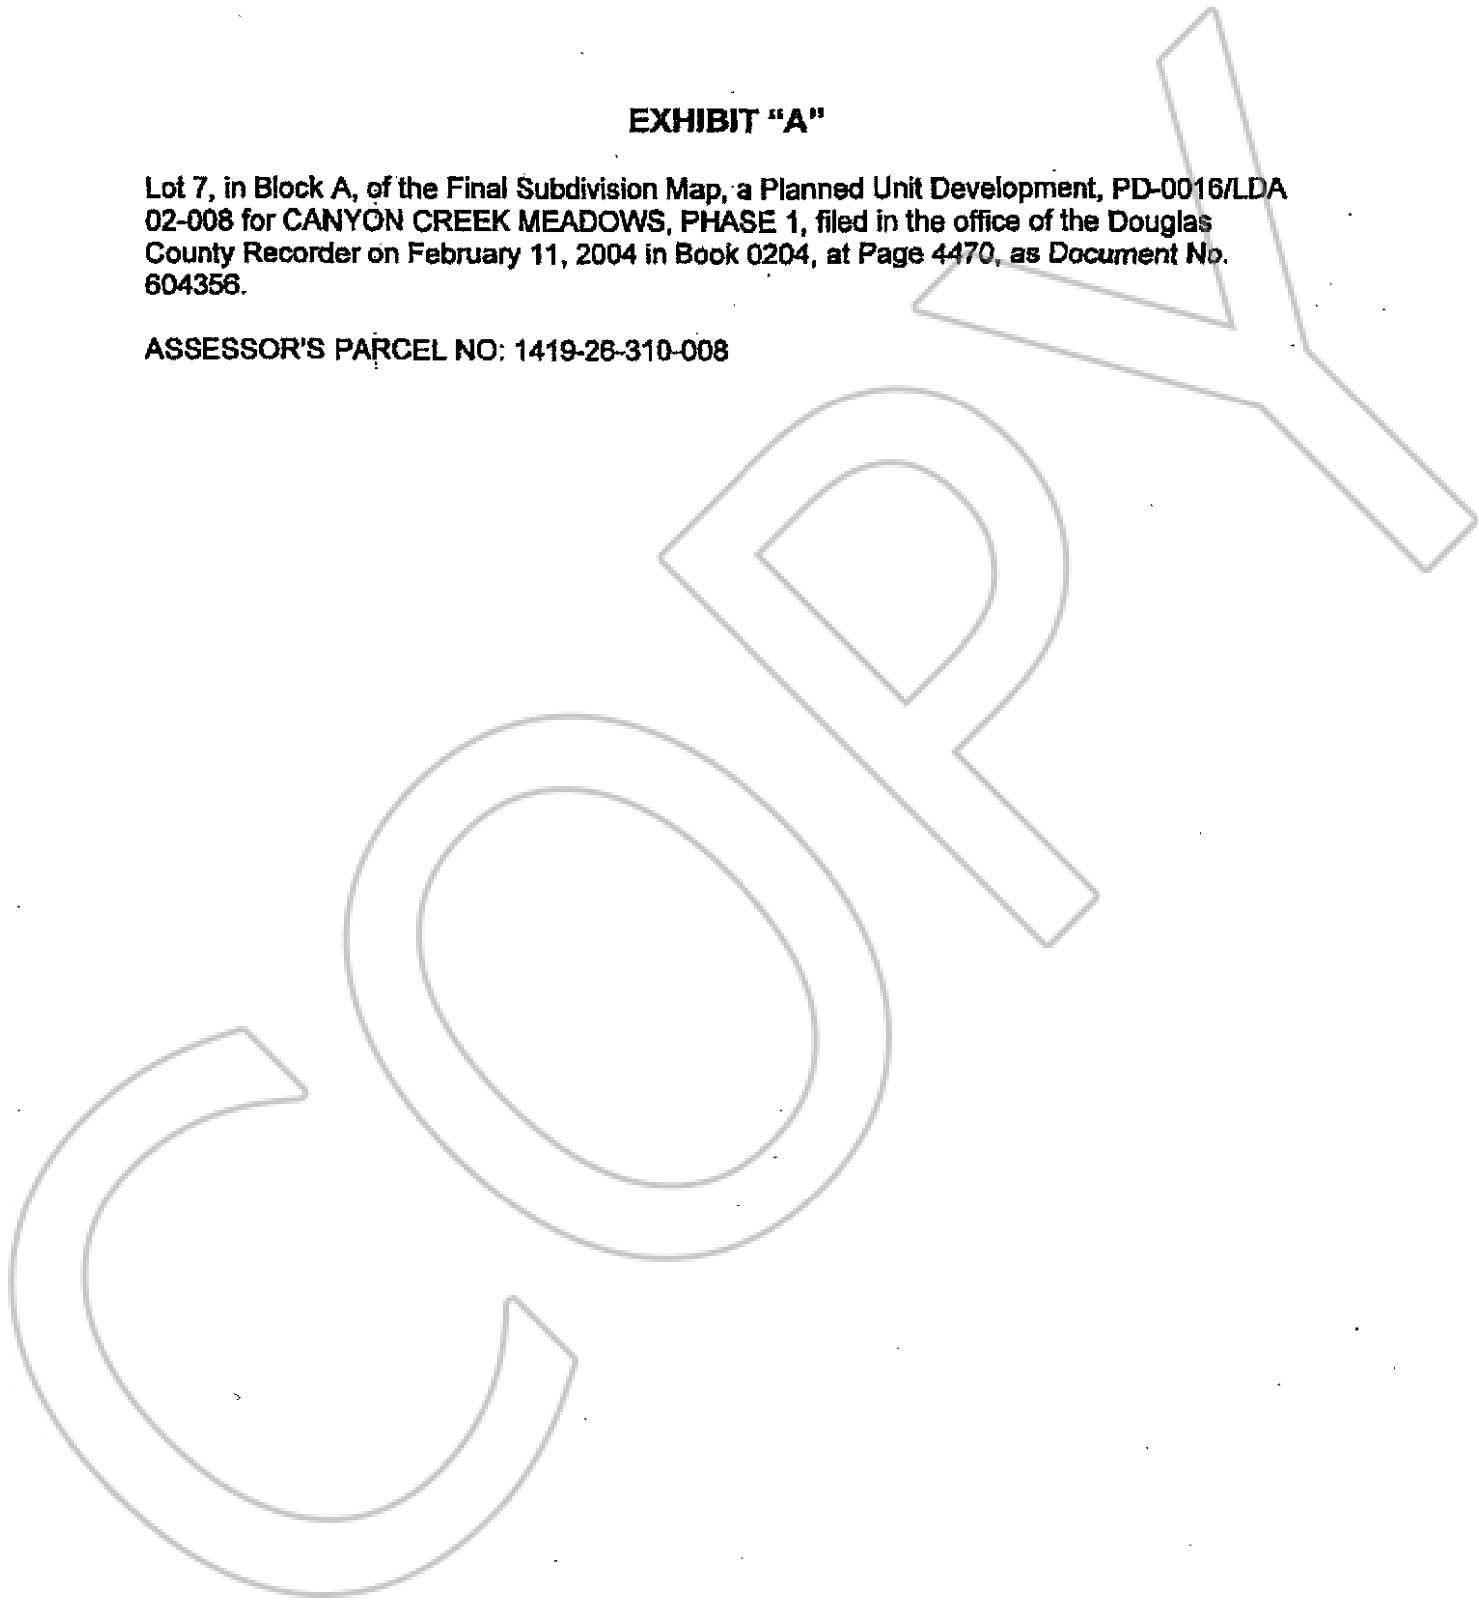 EXHIBIT “A”
Lot 7, in Block A, of the Final Subdivision Map, a Planned Unit Development, PD-0016/LDA
02-008 for CANYON CREEK MEADOWS, PHASE 1, filed in the office of the Douglas
County Recorder on February 11, 2004 in Book 0204, at Page 4470, as Document No.
604356.
ASSESSOR'S PARCEL NO: 1419-26-310-008
COPY